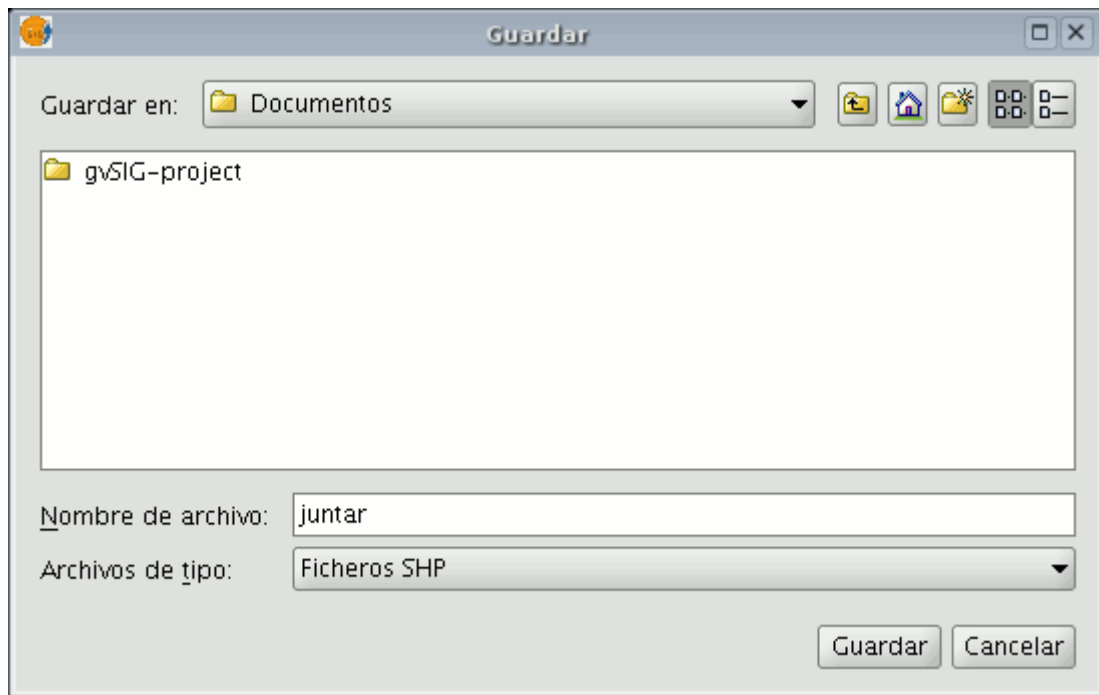 Guardar
Guardar en: Documentos
gvSIG-project
Nombre de archivo: juntar
Archivos de tipo: Ficheros SHP
Guardar Cancelar